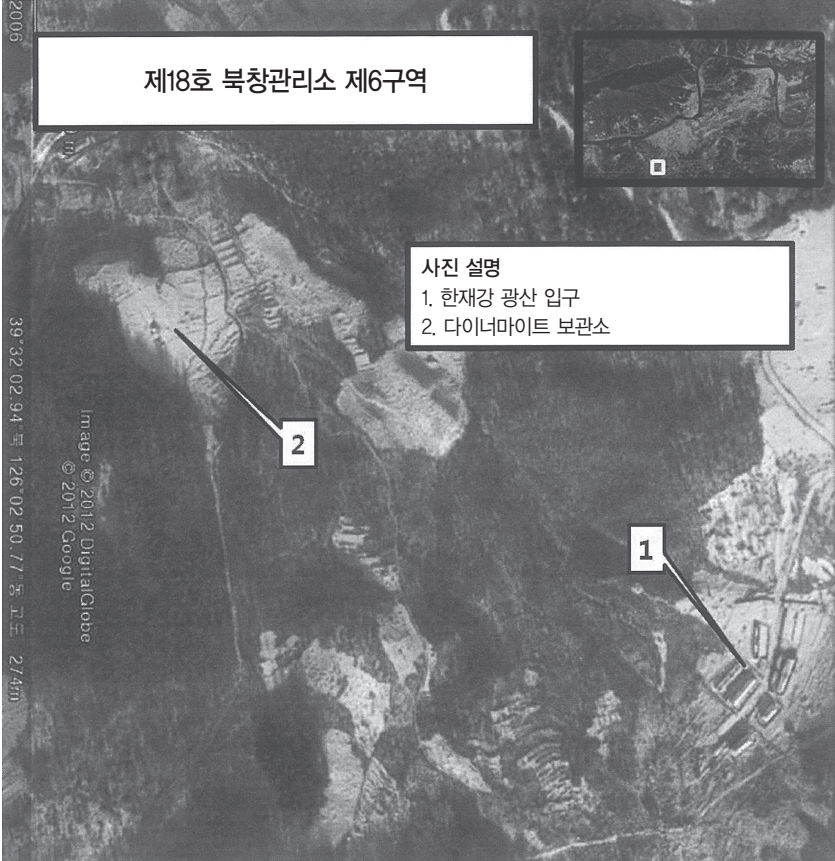 제18호 북창관리소 제6구역
사진 설명
1. 한재강 광산 입구
2. 다이너마이트 보관소
2
1
2006
39°32'02.94"북 126°02'50.77"동 고도 274m
Image © 2012 DigitalGlobe
© 2012 Google